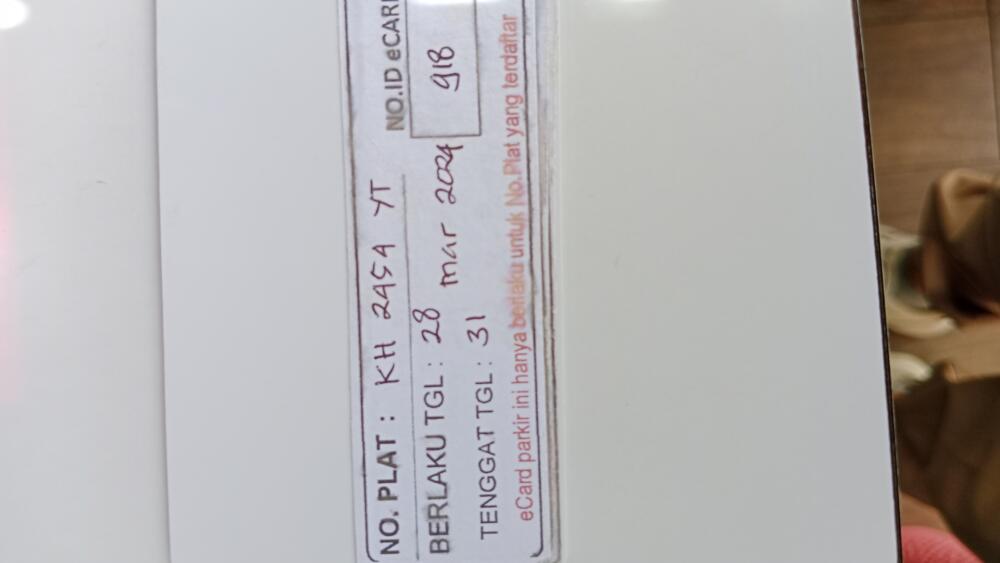 NO. PLAT : KH 2454 YT
NO.ID eCARD
BERLAKU TGL : 28
mar 2024
918
TENGGAT TGL : 31
eCard parkir ini hanya berlaku untuk No.Plat yang terdaftar